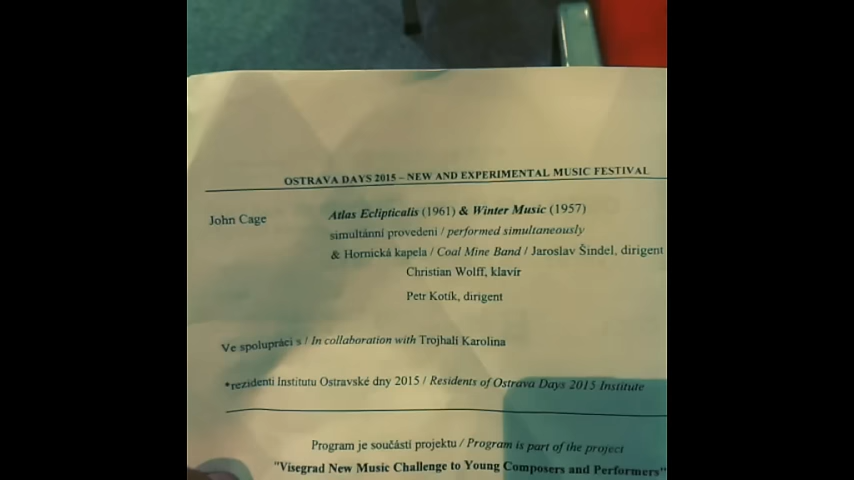 OSTRAVA DAYS 2015 – NEW AND EXPERIMENTAL MUSIC FESTIVAL
John Cage Atlas Eclipticalis (1961) & Winter Music (1957)
simultánní provedení / performed simultaneously
& Hornická kapela / Coal Mine Band / Jaroslav Šindel, dirigent
Christian Wolff, klavír
Petr Kotík, dirigent
Ve spolupráci s / In collaboration with Trojhalí Karolina
*rezidenti Institutu Ostravské dny 2015 / Residents of Ostrava Days 2015 Institute
Program je součástí projektu / Program is part of the project
"Visegrad New Music Challenge to Young Composers and Performers"